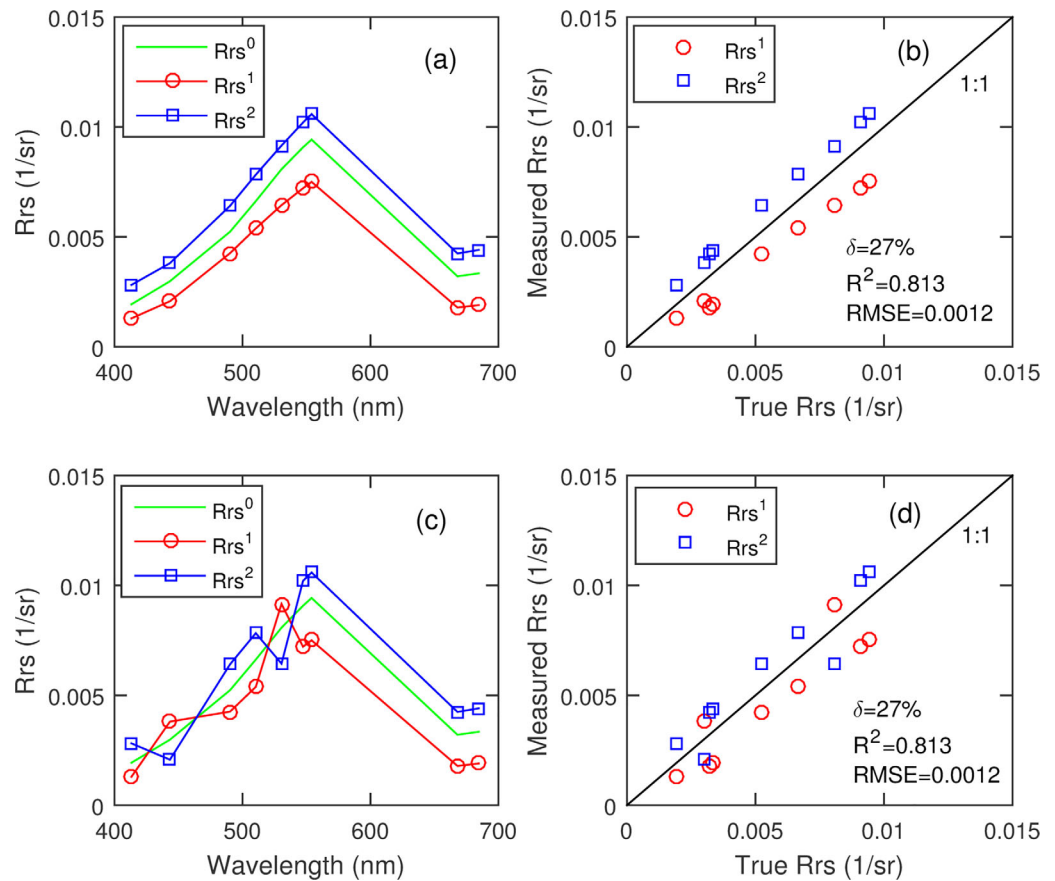 0.015
0.01
0.005
0
400
500
600
700
Rrs (1/sr)
Wavelength (nm)
Rrs⁰
Rrs¹
Rrs²
(a)
0.015
0.01
0.005
0
0
0.005
0.01
0.015
Measured Rrs (1/sr)
True Rrs (1/sr)
Rrs¹
Rrs²
(b)
1:1
δ=27%
R²=0.813
RMSE=0.0012
0.015
0.01
0.005
0
400
500
600
700
Rrs (1/sr)
Wavelength (nm)
Rrs⁰
Rrs¹
Rrs²
(c)
0.015
0.01
0.005
0
0
0.005
0.01
0.015
Measured Rrs (1/sr)
True Rrs (1/sr)
Rrs¹
Rrs²
(d)
1:1
δ=27%
R²=0.813
RMSE=0.0012